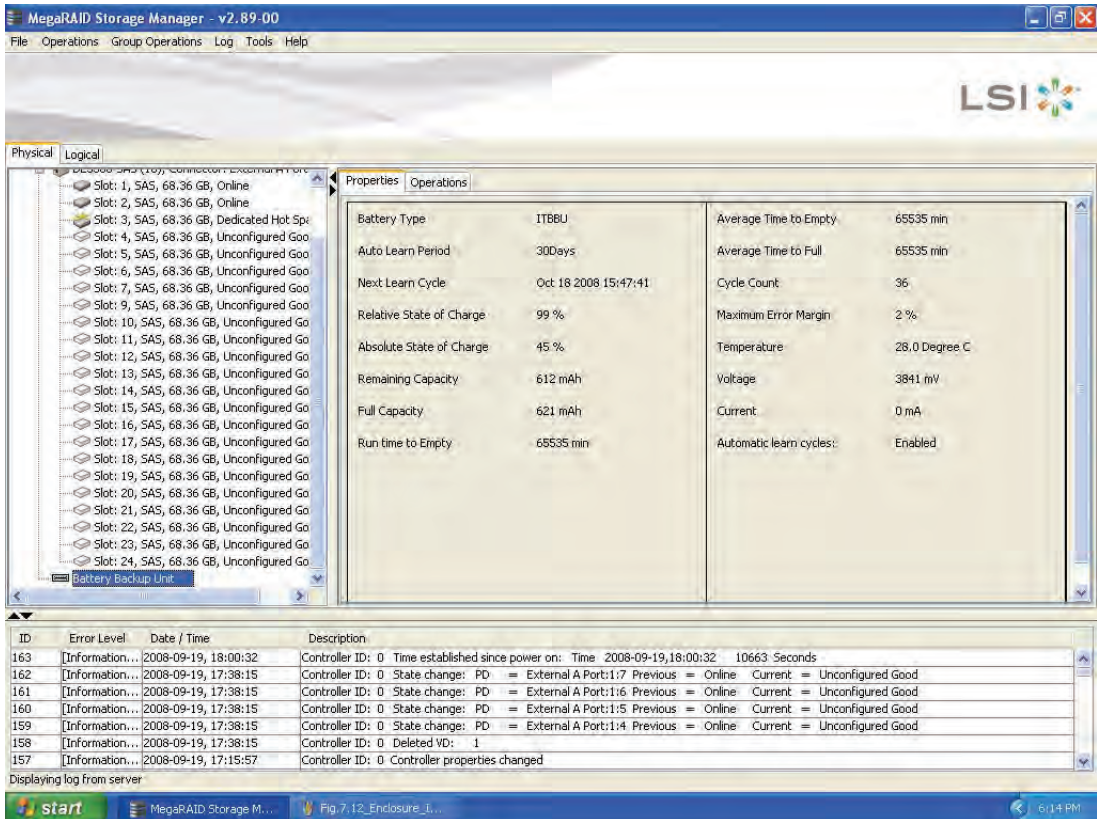 MegaRAID Storage Manager - v2.89-00
File Operations Group Operations Log Tools Help
LSI
Physical Logical
Slot: 1, SAS, 68.36 GB, Online
Slot: 2, SAS, 68.36 GB, Online
Slot: 3, SAS, 68.36 GB, Dedicated Hot Spa
Slot: 4, SAS, 68.36 GB, Unconfigured Goo
Slot: 5, SAS, 68.36 GB, Unconfigured Goo
Slot: 6, SAS, 68.36 GB, Unconfigured Goo
Slot: 7, SAS, 68.36 GB, Unconfigured Goo
Slot: 9, SAS, 68.36 GB, Unconfigured Goo
Slot: 10, SAS, 68.36 GB, Unconfigured Go
Slot: 11, SAS, 68.36 GB, Unconfigured Go
Slot: 12, SAS, 68.36 GB, Unconfigured Go
Slot: 13, SAS, 68.36 GB, Unconfigured Go
Slot: 14, SAS, 68.36 GB, Unconfigured Go
Slot: 15, SAS, 68.36 GB, Unconfigured Go
Slot: 16, SAS, 68.36 GB, Unconfigured Go
Slot: 17, SAS, 68.36 GB, Unconfigured Go
Slot: 18, SAS, 68.36 GB, Unconfigured Go
Slot: 19, SAS, 68.36 GB, Unconfigured Go
Slot: 20, SAS, 68.36 GB, Unconfigured Go
Slot: 21, SAS, 68.36 GB, Unconfigured Go
Slot: 22, SAS, 68.36 GB, Unconfigured Go
Slot: 23, SAS, 68.36 GB, Unconfigured Go
Slot: 24, SAS, 68.36 GB, Unconfigured Go
Battery Backup Unit
Properties Operations
Battery Type ITBBU
Auto Learn Period 30Days
Next Learn Cycle Oct 18 2008 15:47:41
Relative State of Charge 99 %
Absolute State of Charge 45 %
Remaining Capacity 612 mAh
Full Capacity 621 mAh
Run time to Empty 65535 min
Average Time to Empty 65535 min
Average Time to Full 65535 min
Cycle Count 36
Maximum Error Margin 2 %
Temperature 28.0 Degree C
Voltage 3841 mV
Current 0 mA
Automatic learn cycles: Enabled
ID Error Level Date / Time Description
163 [Information... 2008-09-19, 18:00:32 Controller ID: 0 Time established since power on: Time 2008-09-19,18:00:32 10663 Seconds
162 [Information... 2008-09-19, 17:38:15 Controller ID: 0 State change: PD = External A Port:1:7 Previous = Online Current = Unconfigured Good
161 [Information... 2008-09-19, 17:38:15 Controller ID: 0 State change: PD = External A Port:1:6 Previous = Online Current = Unconfigured Good
160 [Information... 2008-09-19, 17:38:15 Controller ID: 0 State change: PD = External A Port:1:5 Previous = Online Current = Unconfigured Good
159 [Information... 2008-09-19, 17:38:15 Controller ID: 0 State change: PD = External A Port:1:4 Previous = Online Current = Unconfigured Good
158 [Information... 2008-09-19, 17:38:15 Controller ID: 0 Deleted VD: 1
157 [Information... 2008-09-19, 17:15:57 Controller ID: 0 Controller properties changed
Displaying log from server
start MegaRAID Storage M... Fig.7.12_Enclosure_I... 6:14 PM